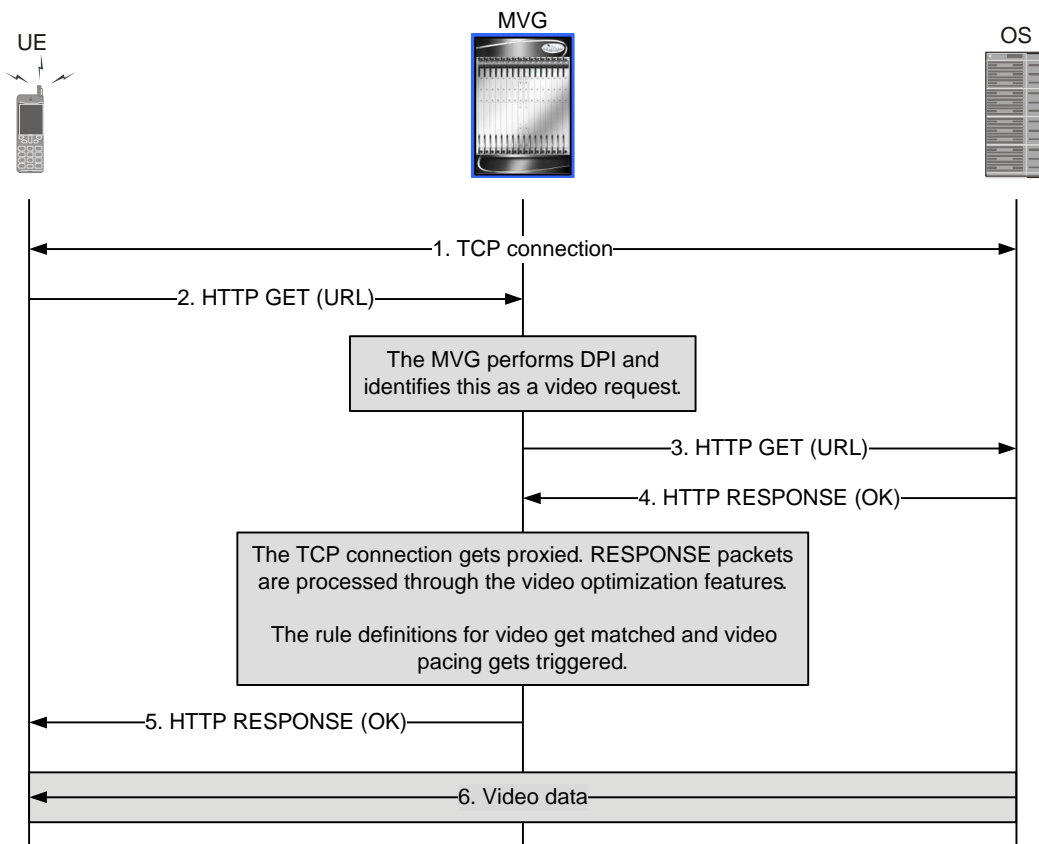 MVG
UE
OS
1. TCP connection
2. HTTP GET (URL)
The MVG performs DPI and
identifies this as a video request.
3. HTTP GET (URL)
4. HTTP RESPONSE (OK)
The TCP connection gets proxied. RESPONSE packets
are processed through the video optimization features.
The rule definitions for video get matched and video
pacing gets triggered.
5. HTTP RESPONSE (OK)
6. Video data